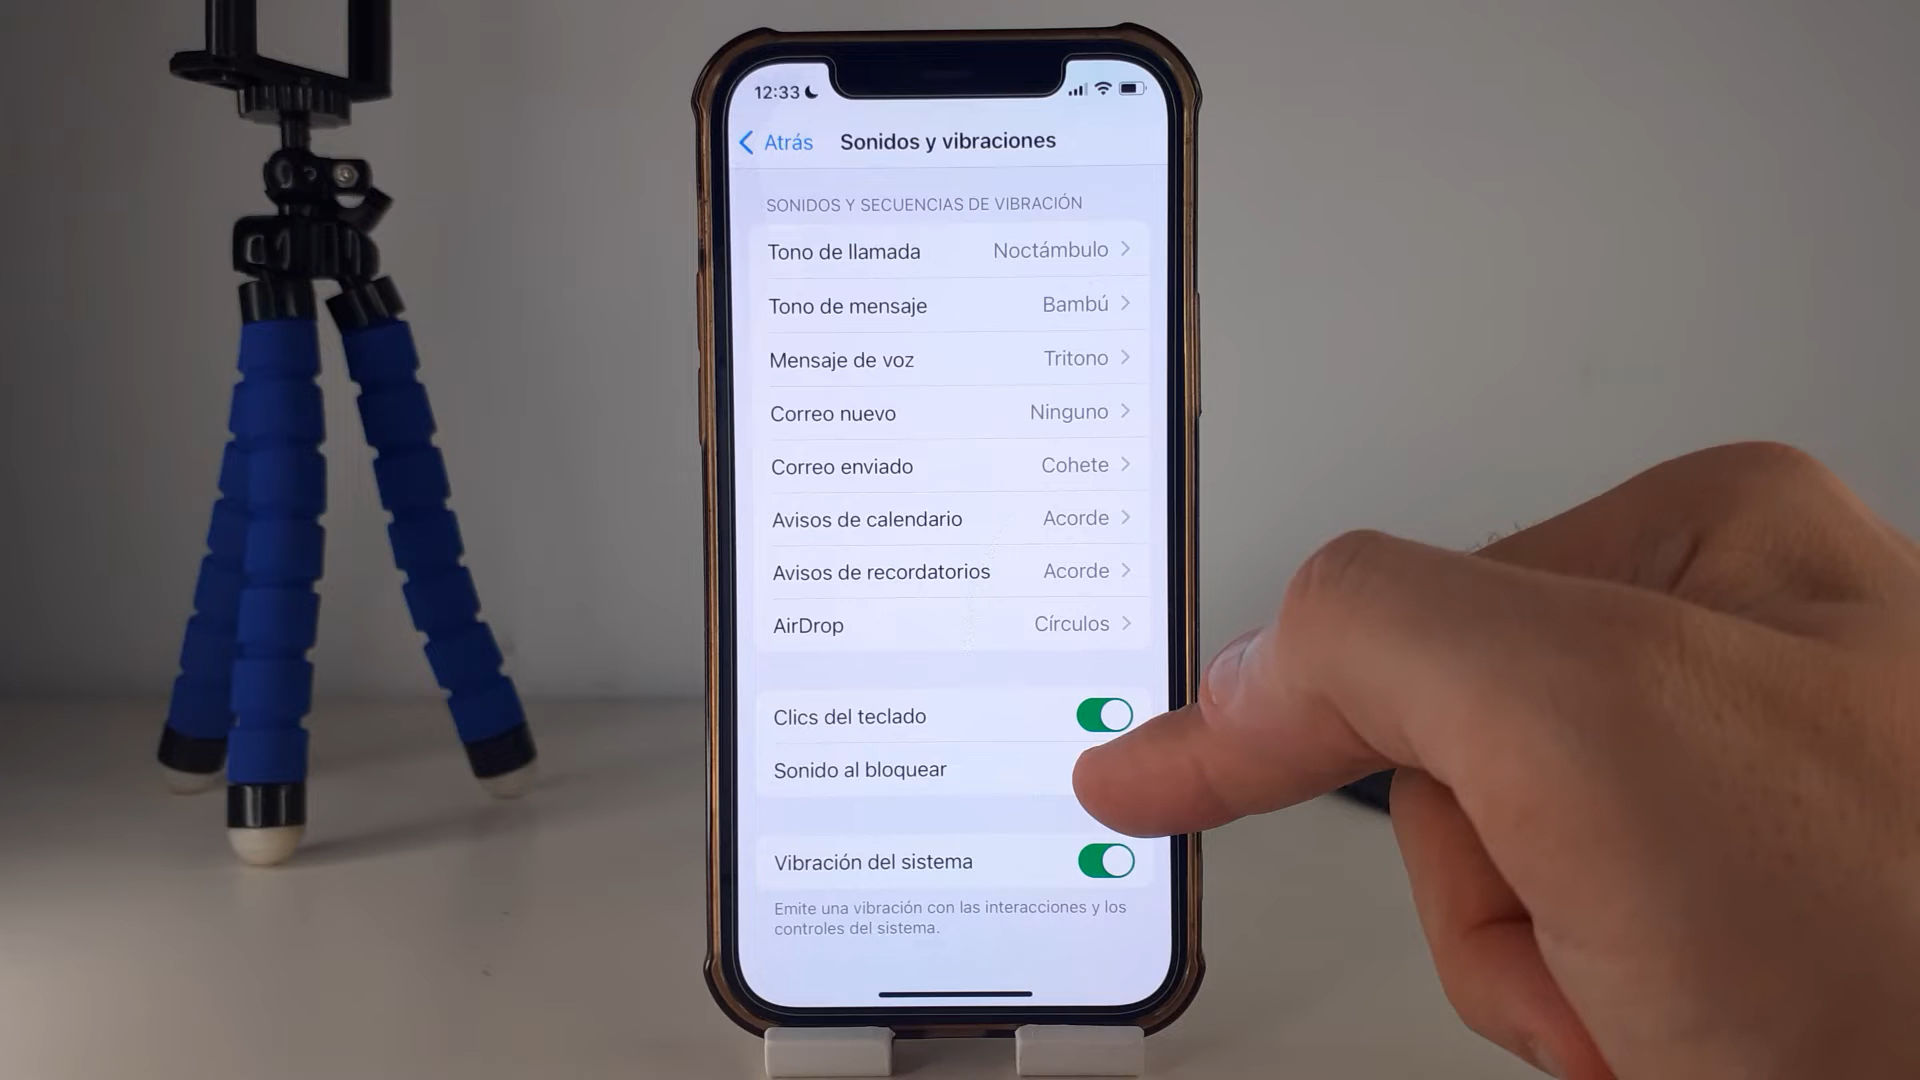 12:33
Atrás Sonidos y vibraciones
SONIDOS Y SECUENCIAS DE VIBRACIÓN
Tono de llamada Noctámbulo
Tono de mensaje Bambú
Mensaje de voz Tritono
Correo nuevo Ninguno
Correo enviado Cohete
Avisos de calendario Acorde
Avisos de recordatorios Acorde
AirDrop Círculos
Clics del teclado
Sonido al bloquear
Vibración del sistema
Emite una vibración con las interacciones y los
controles del sistema.